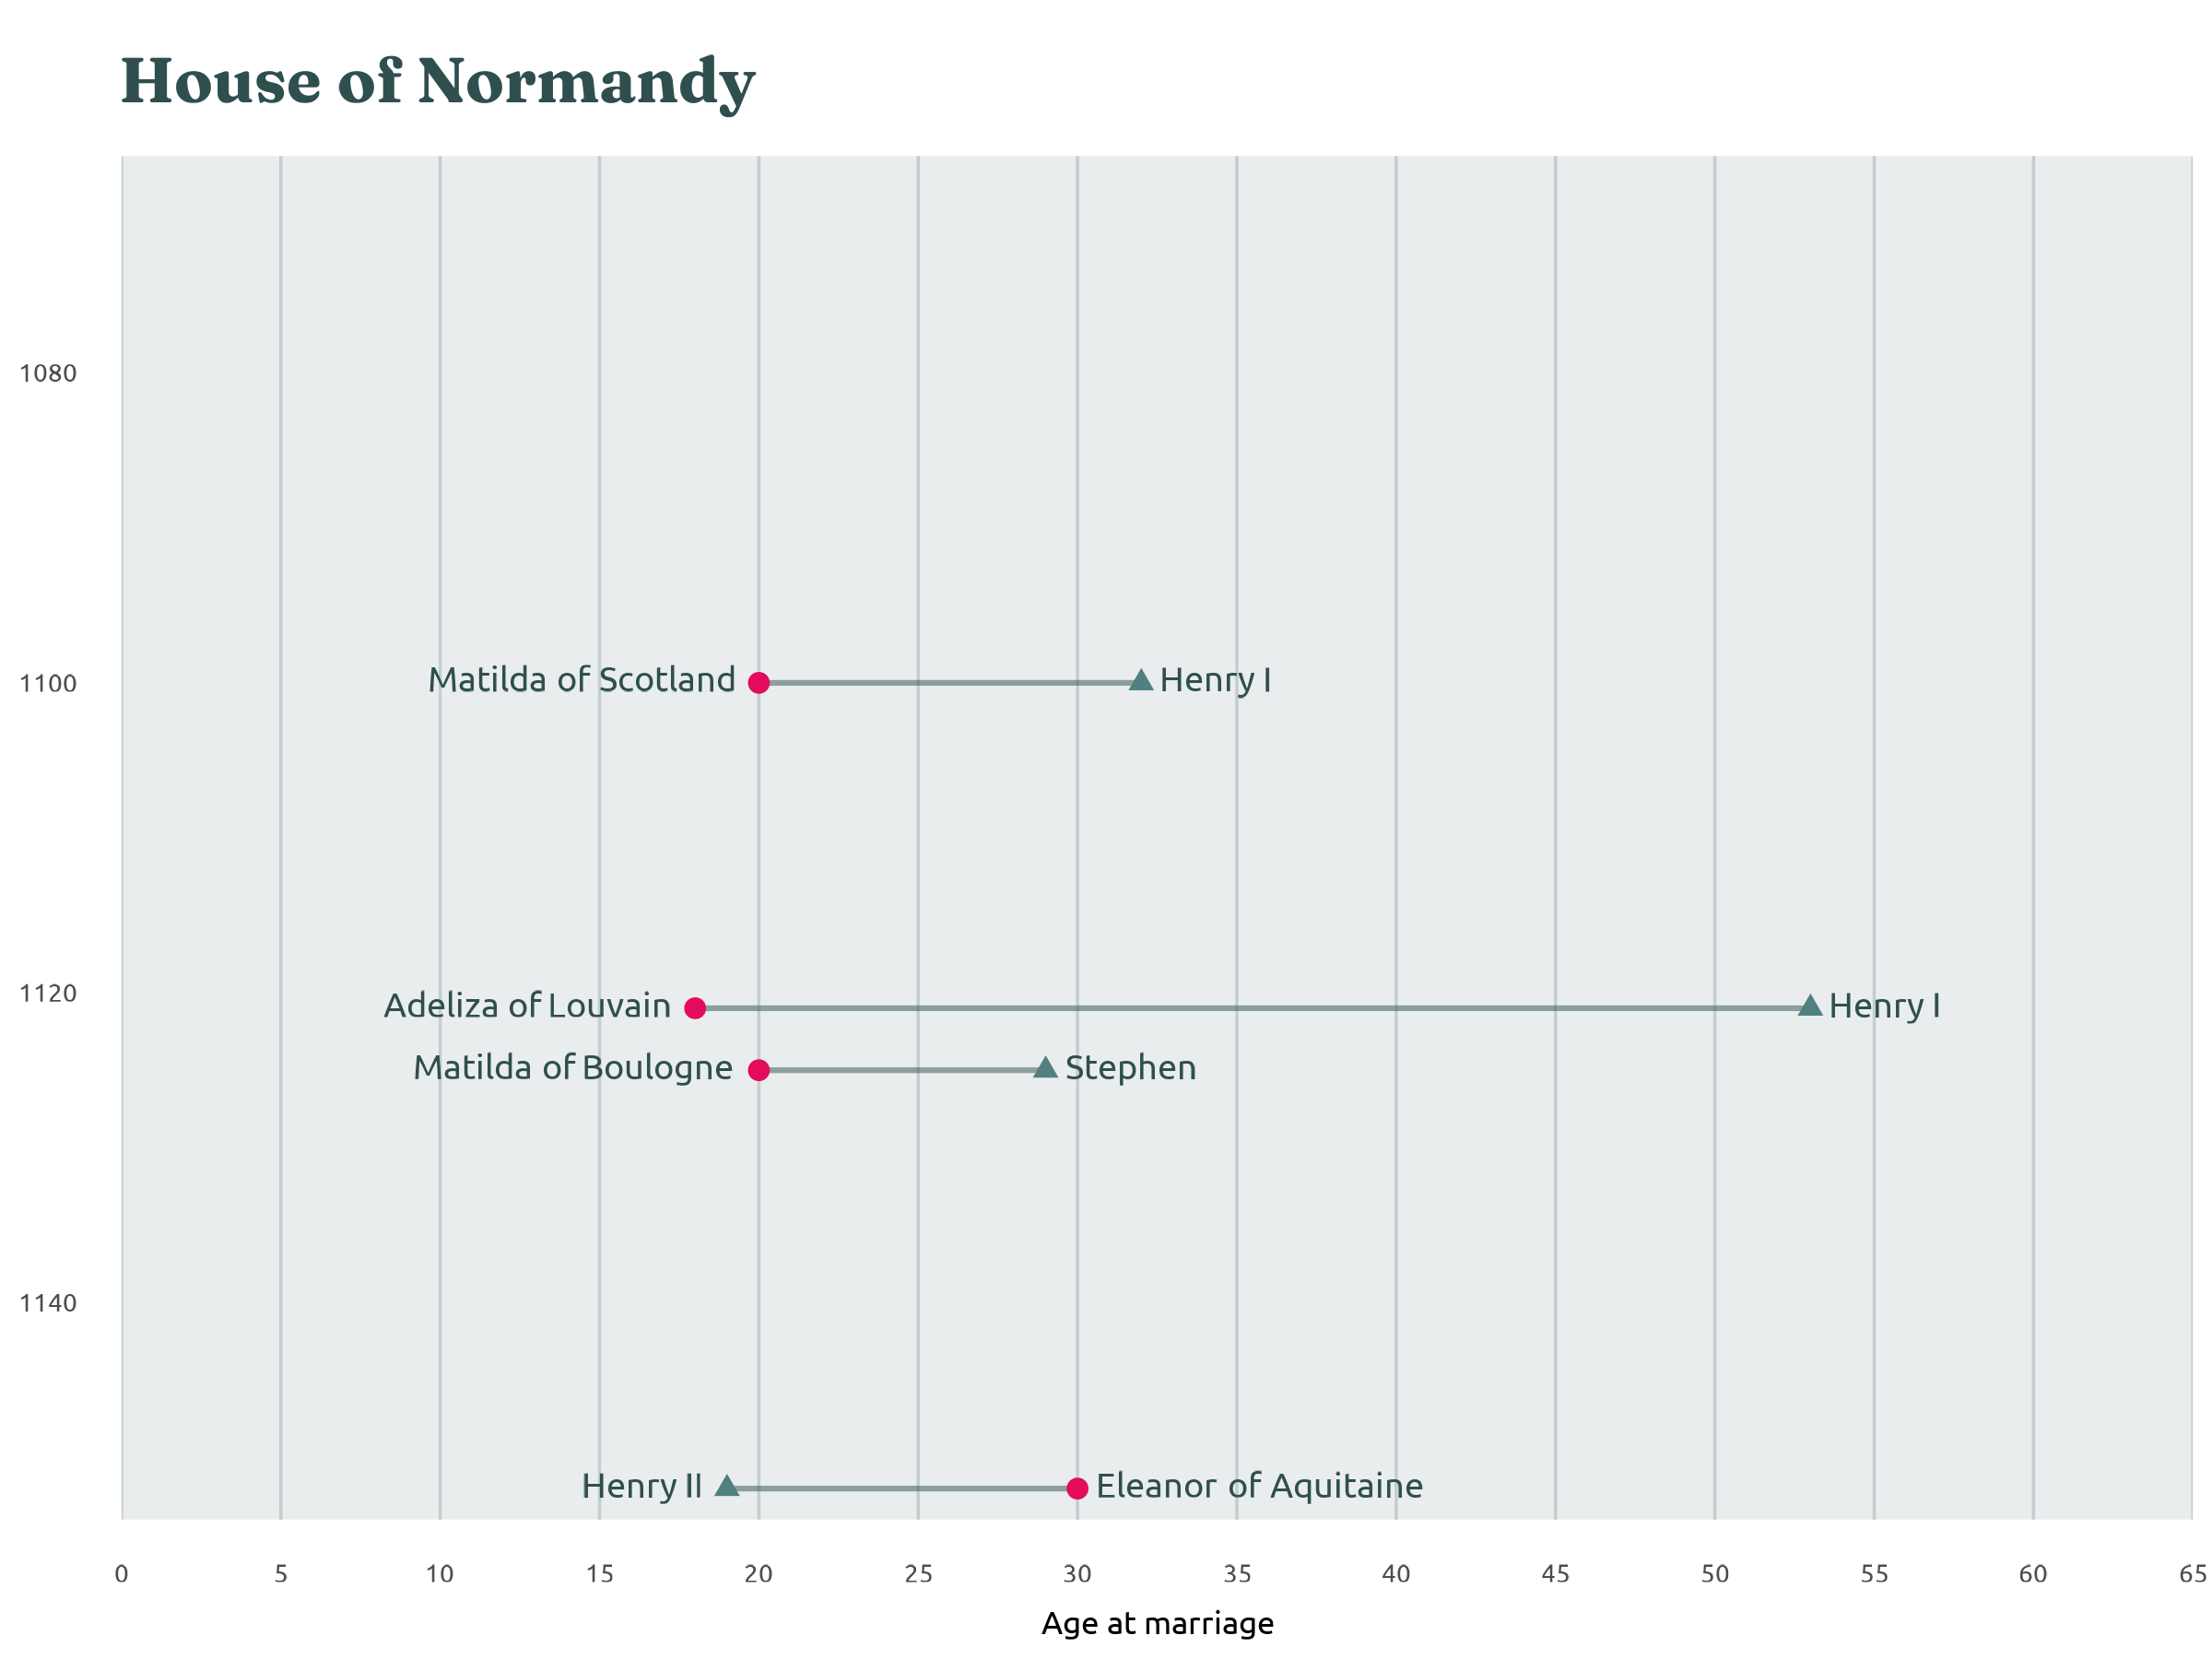 House of Normandy
1080
1100
Matilda of Scotland Henry I
1120
Adeliza of Louvain Henry I
Matilda of Boulogne Stephen
1140
Henry II Eleanor of Aquitaine
0 5 10 15 20 25 30 35 40 45 50 55 60 65
Age at marriage